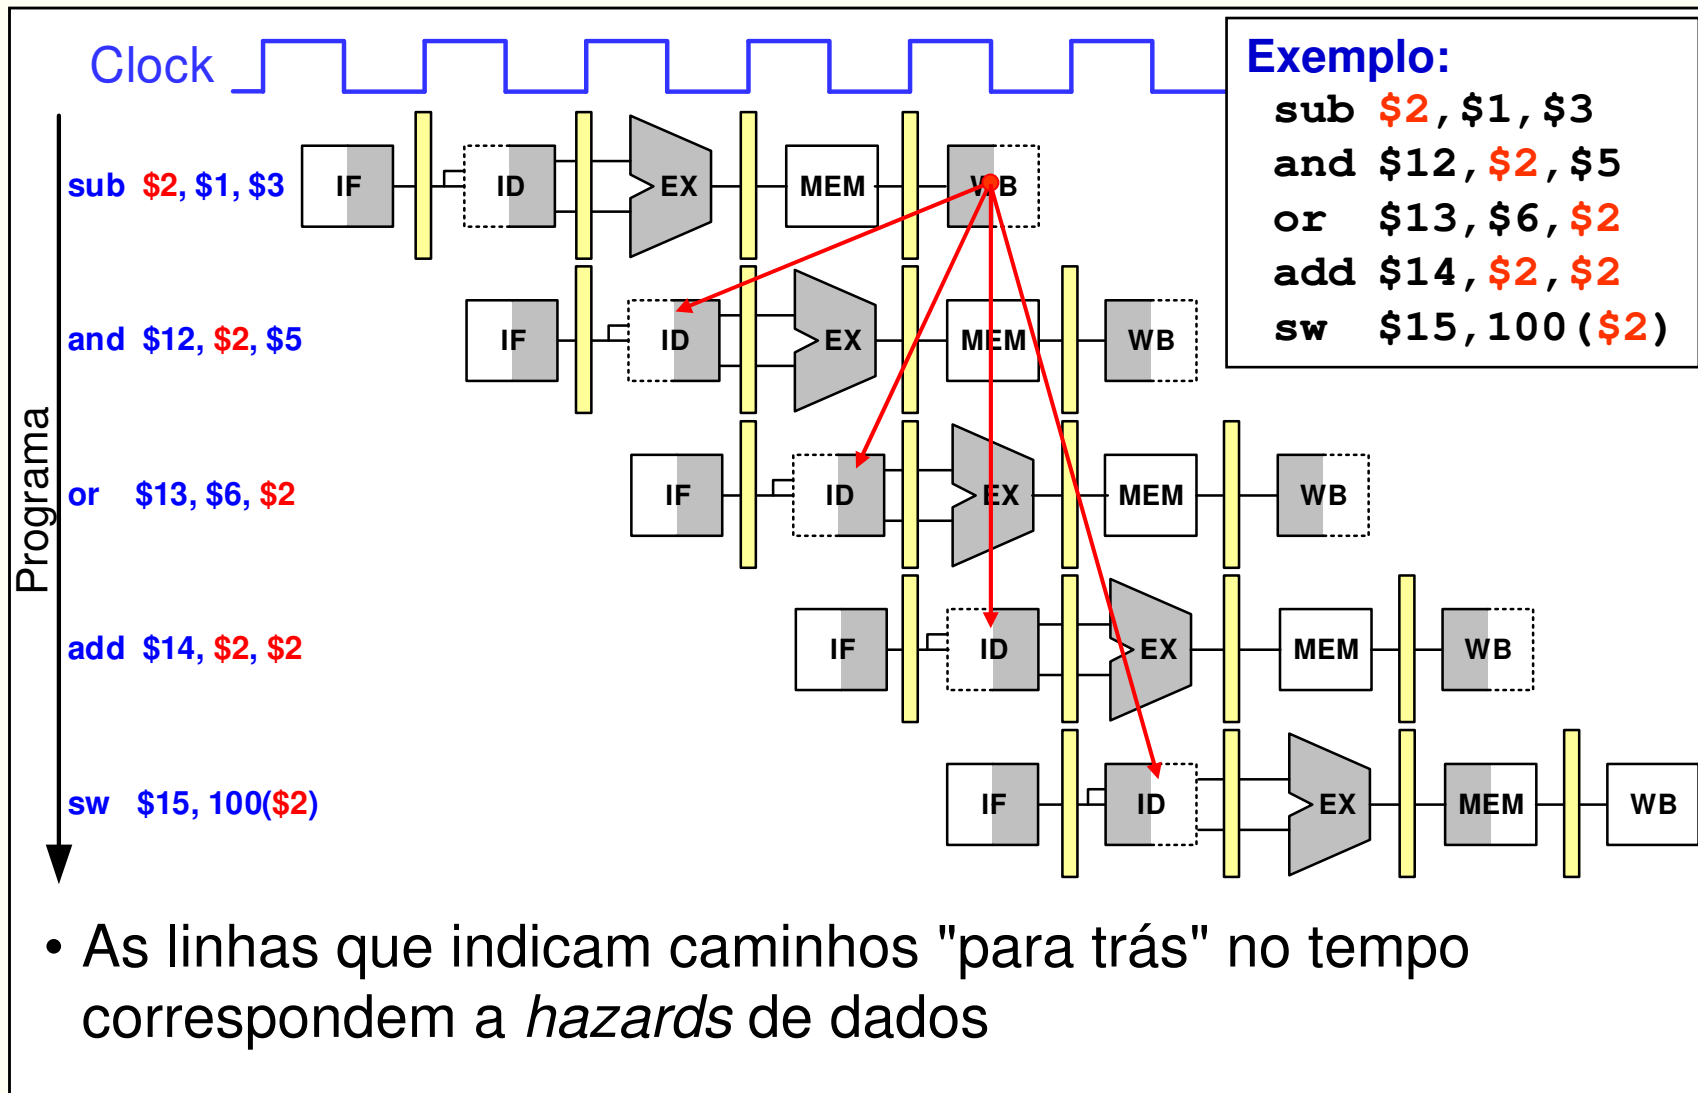 Clock
Exemplo:
sub $2,$1,$3
and $12,$2,$5
or $13,$6,$2
add $14,$2,$2
sw $15,100($2)
Programa
sub $2, $1, $3
IF ID EX MEM WB
and $12, $2, $5
IF ID EX MEM WB
or $13, $6, $2
IF ID EX MEM WB
add $14, $2, $2
IF ID EX MEM WB
sw $15, 100($2)
IF ID EX MEM WB
• As linhas que indicam caminhos "para trás" no tempo
correspondem a hazards de dados